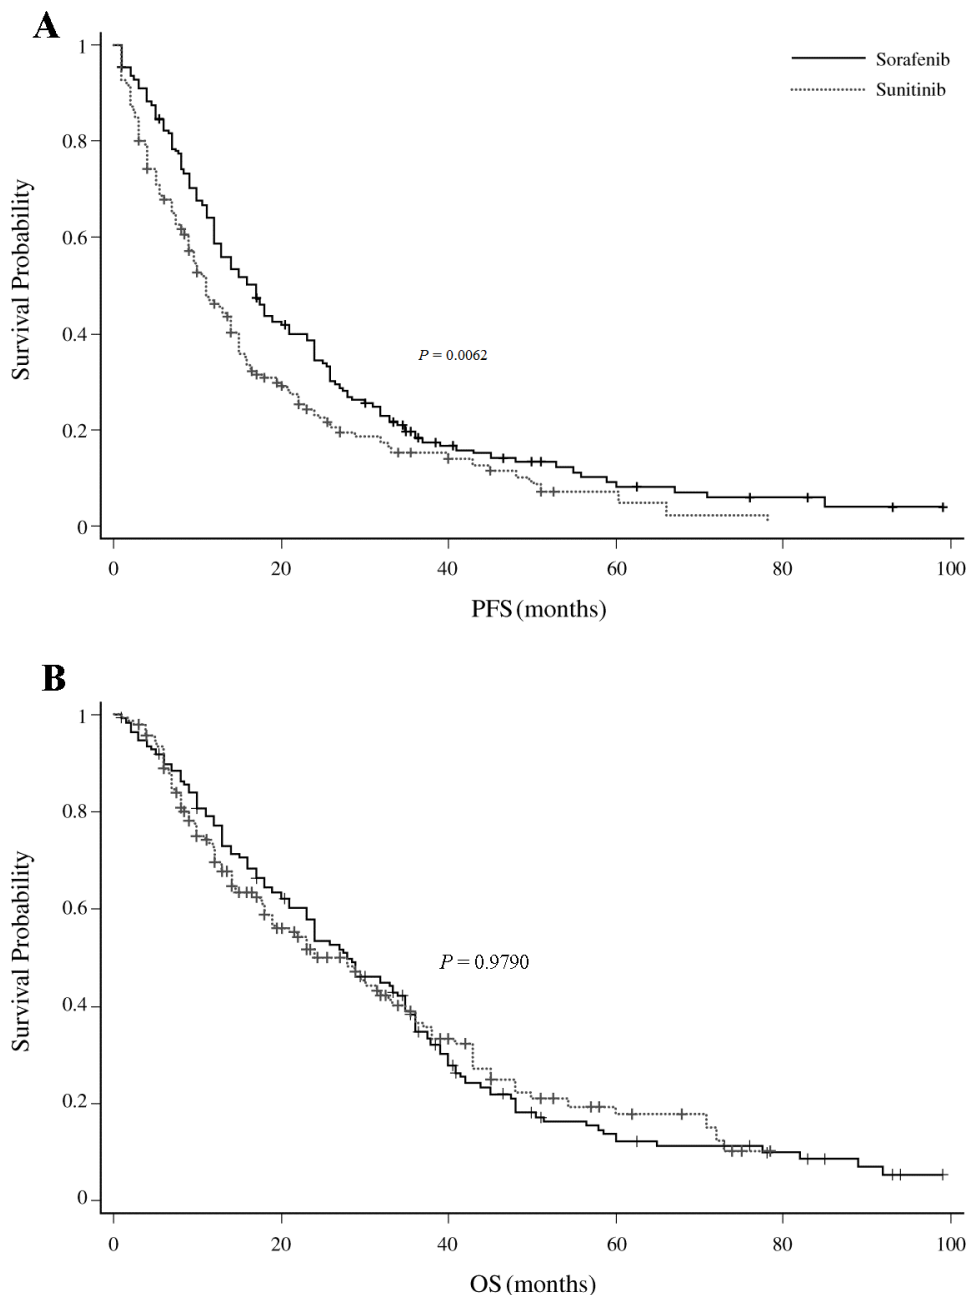 A
Sorafenib
Sunitinib
Survival Probability
1
0.8
0.6
0.4
0.2
0
P = 0.0062
0 20 40 60 80 100
PFS (months)
B
Survival Probability
1
0.8
0.6
0.4
0.2
0
P = 0.9790
0 20 40 60 80 100
OS (months)